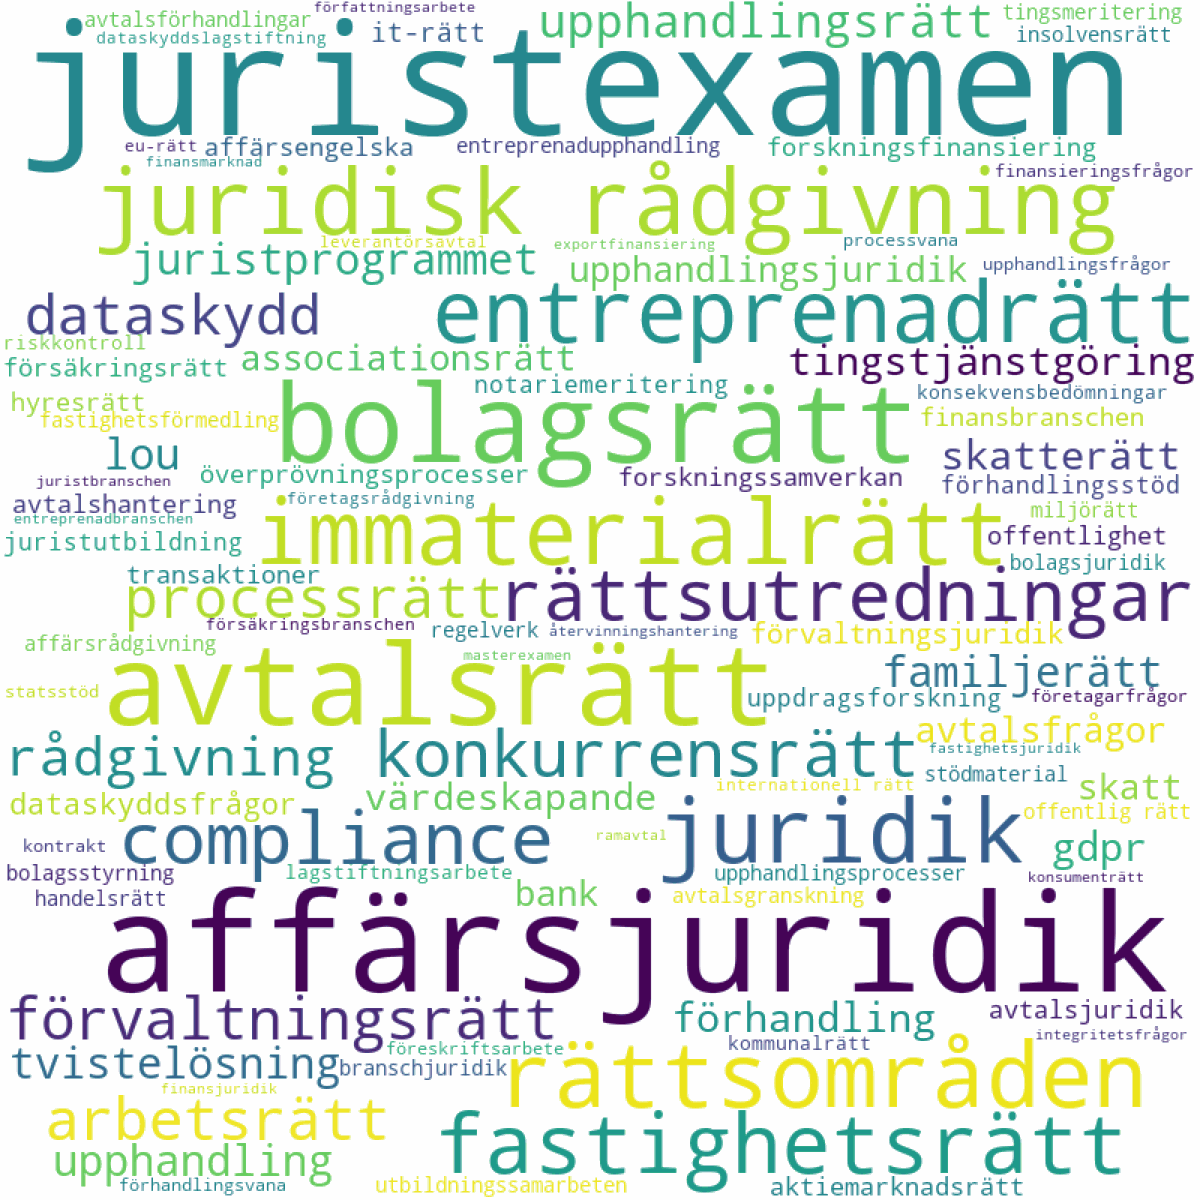 författningsarbete
avtalsförhandlingar
upphandlingsrätt
tingsmeritering
it-rätt
dataskyddslagstiftning
insolvensrätt
juristexamen
eu-rätt
affärsengelska
entreprenadupphandling
forskningsfinansiering
finansmarknad
finansieringsfrågor
juridisk rådgivning
leverantörsavtal
exportfinansiering
processvana
juristprogrammet
upphandlingsjuridik
upphandlingsfrågor
dataskydd
entreprenadrätt
riskkontroll
associationsrätt
tingstjänstgöring
försäkringsrätt
notariemeritering
konsekvensbedömningar
hyresrätt
bolagsrätt
fastighetsförmedling
finansbranschen
lou
skatterätt
överprövningsprocesser
forskningssamverkan
juristbranschen
förhandlingsstöd
avtalshantering
företagsrådgivning
miljörätt
entreprenadbranschen
immaterialrätt
offentlighet
juristutbildning
bolagsjuridik
transaktioner
processrätt
rättsutredningar
försäkringsbranschen
regelverk
återvinningshantering
förvaltningsjuridik
affärsrådgivning
masterexamen
familjerätt
avtalsrätt
statsstöd
uppdragsforskning
företagarfrågor
avtalsfrågor
rådgivning
konkurrensrätt
fastighetsjuridik
stödmaterial
internationell rätt
skatt
dataskyddsfrågor
värdeskapande
offentlig rätt
compliance
juridik
ramavtal
kontrakt
gdpr
bolagsstyrning
lagstiftningsarbete
upphandlingsprocesser
konsumenträtt
handelsrätt
bank
avtalsgranskning
affärsjuridik
förvaltningsrätt
förhandling
avtalsjuridik
integritetsfrågor
kommunalrätt
tvistelösning
föreskriftsarbete
branschjuridik
rättsområden
finansjuridik
arbetsrätt
fastighetsrätt
upphandling
förhandlingsvana
utbildningssamarbeten
aktiemarknadsrätt